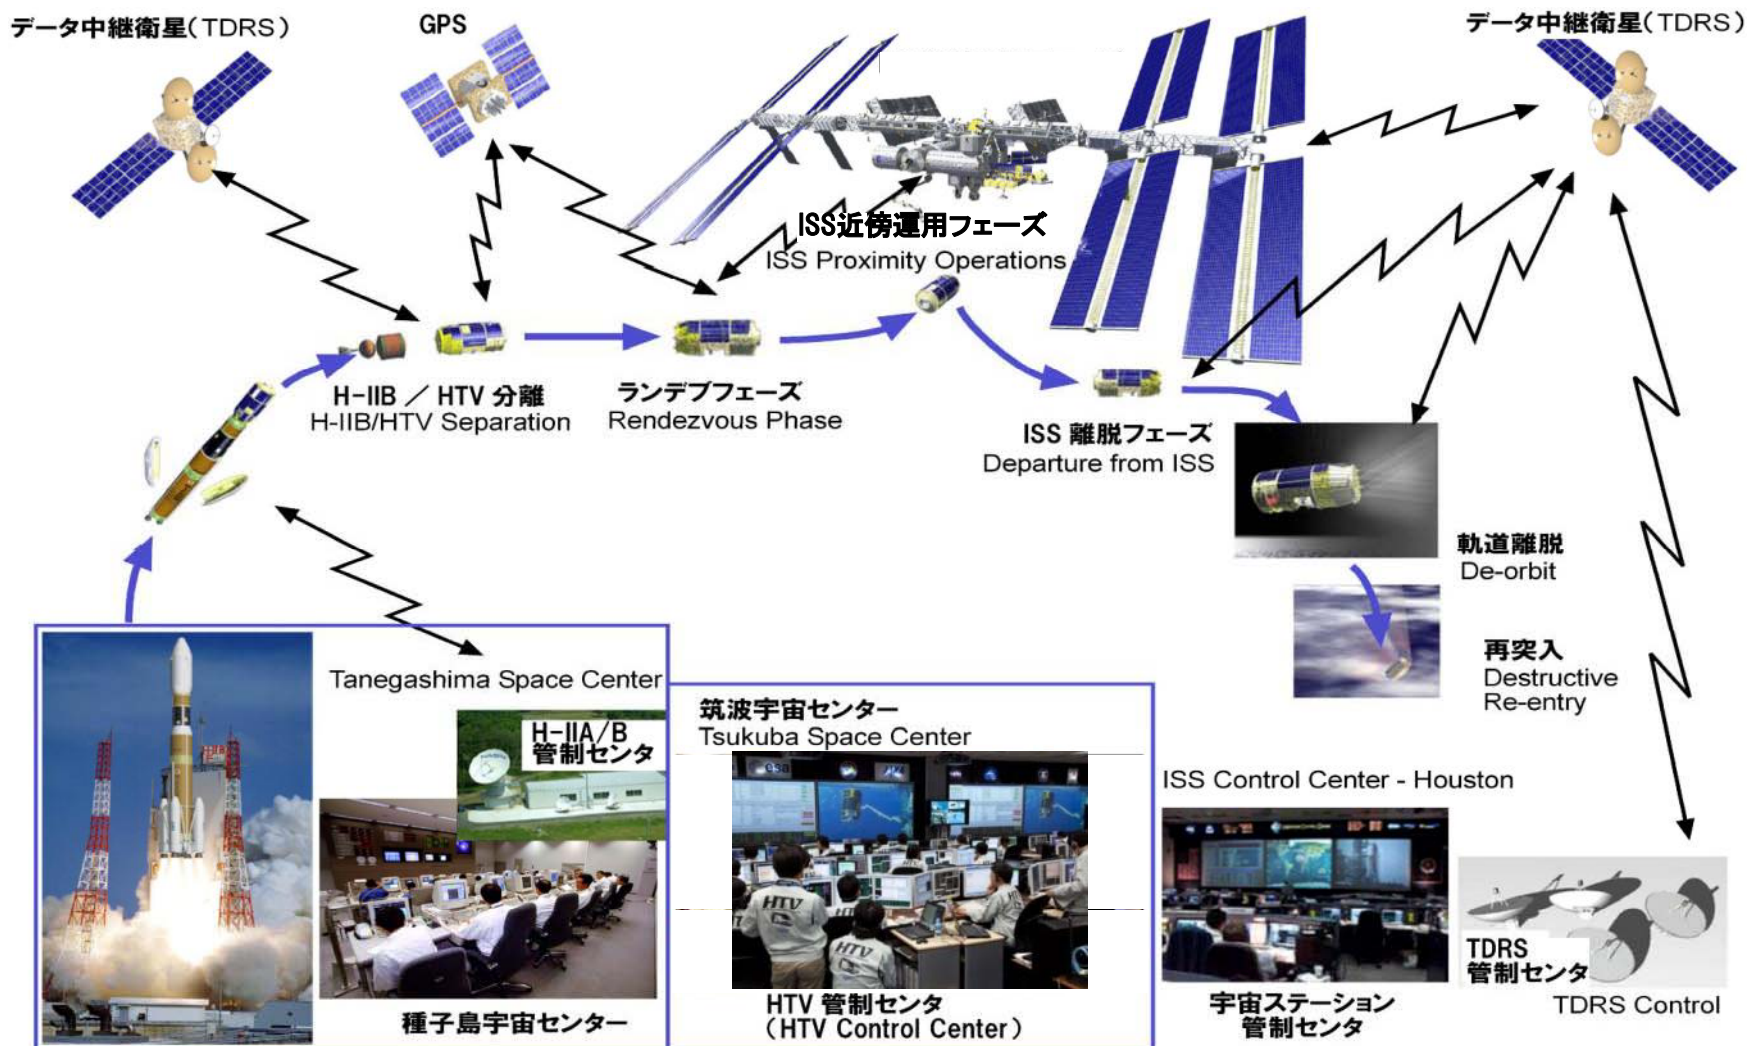 データ中継衛星(TDRS)
GPS
データ中継衛星(TDRS)
ISS近傍運用フェーズ
ISS Proximity Operations
H-IIB ／ HTV 分離
H-IIB/HTV Separation
ランデブフェーズ
Rendezvous Phase
ISS 離脱フェーズ
Departure from ISS
軌道離脱
De-orbit
再突入
Destructive
Re-entry
Tanegashima Space Center
H-IIA/B
管制センタ
種子島宇宙センター
筑波宇宙センター
Tsukuba Space Center
esa
HTV
HTV
HTV
HTV 管制センタ
(HTV Control Center)
ISS Control Center - Houston
宇宙ステーション
管制センタ
TDRS
管制センタ
TDRS Control